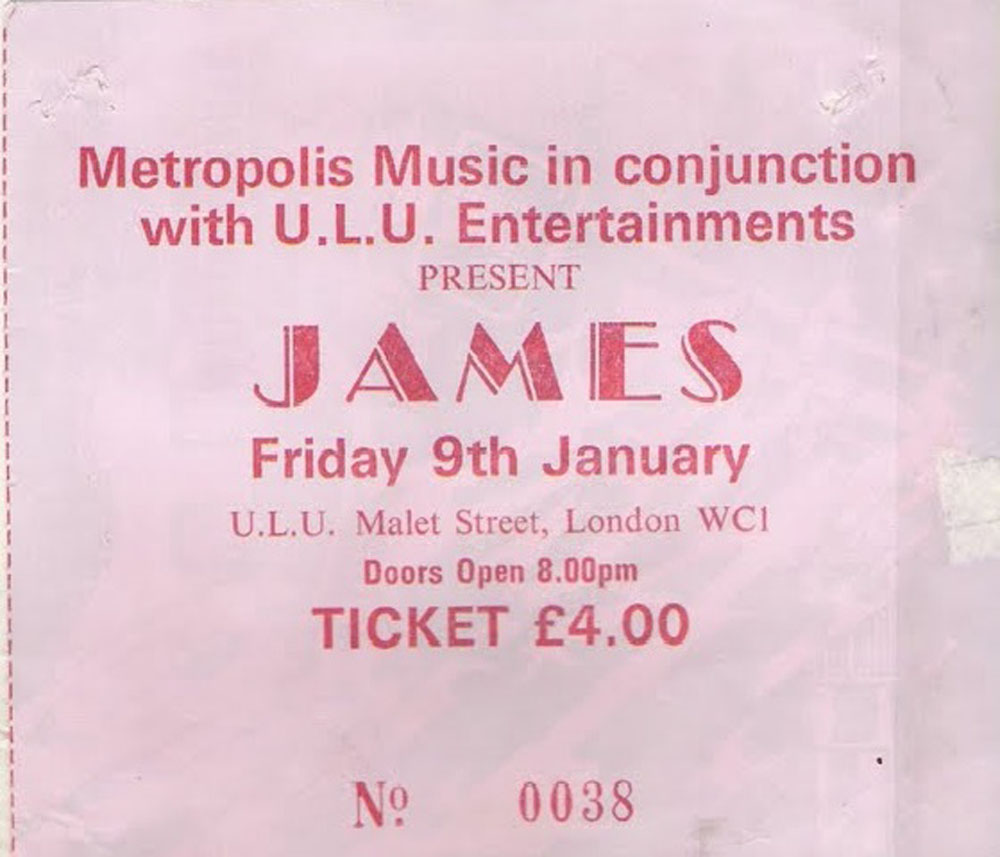 Metropolis Music in conjunction
with U.L.U. Entertainments
PRESENT
JAMES
Friday 9th January
U.L.U. Malet Street, London WC1
Doors Open 8.00pm
TICKET £4.00
Nº 0038